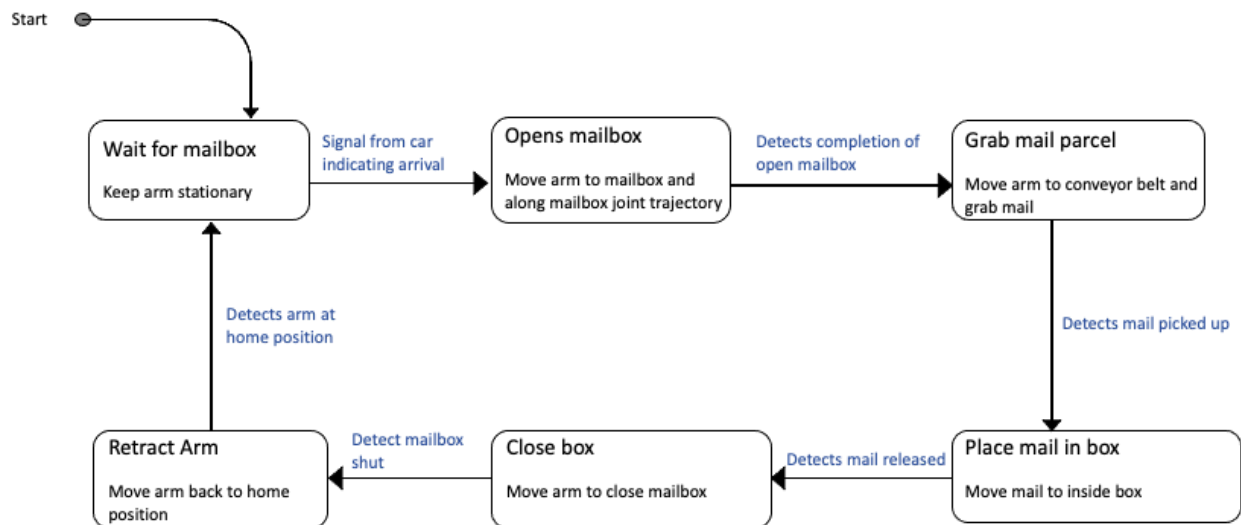 Start
Wait for mailbox
Keep arm stationary
Signal from car
indicating arrival
Opens mailbox
Move arm to mailbox and
along mailbox joint trajectory
Detects completion of
open mailbox
Grab mail parcel
Move arm to conveyor belt and
grab mail
Detects mail picked up
Place mail in box
Move mail to inside box
Detects mail released
Close box
Move arm to close mailbox
Detect mailbox
shut
Retract Arm
Move arm back to home
position
Detects arm at
home position